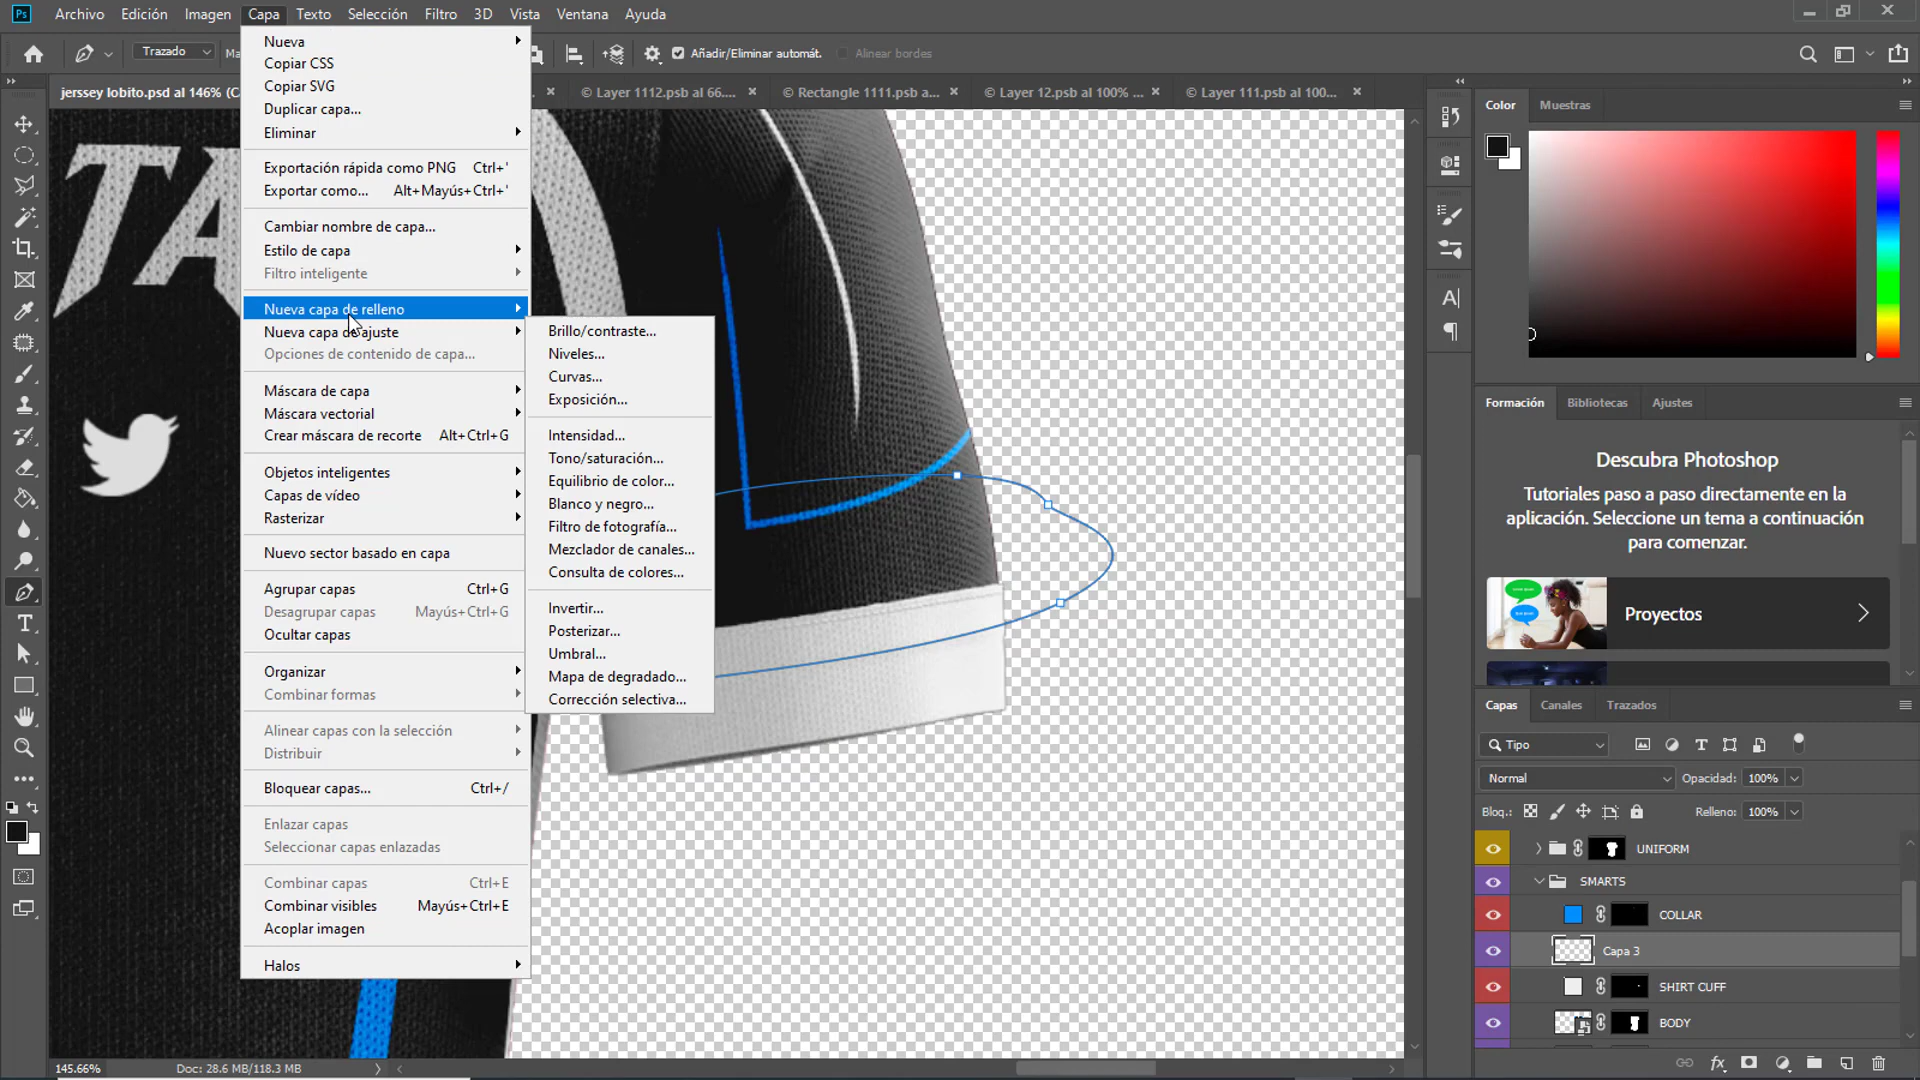 Ps
Archivo Edición Imagen Capa Texto Selección Filtro 3D Vista Ventana Ayuda
Trazado
Añadir/Eliminar automát.
Alinear bordes
jerssey lobito.psd al 146% (C
© Layer 1112.psb al 66....
© Rectangle 1111.psb a...
© Layer 12.psb al 100% ...
© Layer 111.psb al 100...
TA
Nueva
Copiar CSS
Copiar SVG
Duplicar capa...
Eliminar
Exportación rápida como PNG Ctrl+'
Exportar como... Alt+Mayús+Ctrl+'
Cambiar nombre de capa...
Estilo de capa
Filtro inteligente
Nueva capa de relleno
Nueva capa de ajuste
Opciones de contenido de capa...
Máscara de capa
Máscara vectorial
Crear máscara de recorte Alt+Ctrl+G
Objetos inteligentes
Capas de vídeo
Rasterizar
Nuevo sector basado en capa
Agrupar capas Ctrl+G
Desagrupar capas Mayús+Ctrl+G
Ocultar capas
Organizar
Combinar formas
Alinear capas con la selección
Distribuir
Bloquear capas... Ctrl+/
Enlazar capas
Seleccionar capas enlazadas
Combinar capas Ctrl+E
Combinar visibles Mayús+Ctrl+E
Acoplar imagen
Halos
Brillo/contraste...
Niveles...
Curvas...
Exposición...
Intensidad...
Tono/saturación...
Equilibrio de color...
Blanco y negro...
Filtro de fotografía...
Mezclador de canales...
Consulta de colores...
Invertir...
Posterizar...
Umbral...
Mapa de degradado...
Corrección selectiva...
Color Muestras
Formación Bibliotecas Ajustes
Descubra Photoshop
Tutoriales paso a paso directamente en la
aplicación. Seleccione un tema a continuación
para comenzar.
Proyectos
Capas Canales Trazados
Tipo
Normal Opacidad: 100%
Bloq.: Relleno: 100%
UNIFORM
SMARTS
COLLAR
Capa 3
SHIRT CUFF
BODY
145.66% Doc: 28.6 MB/118.3 MB